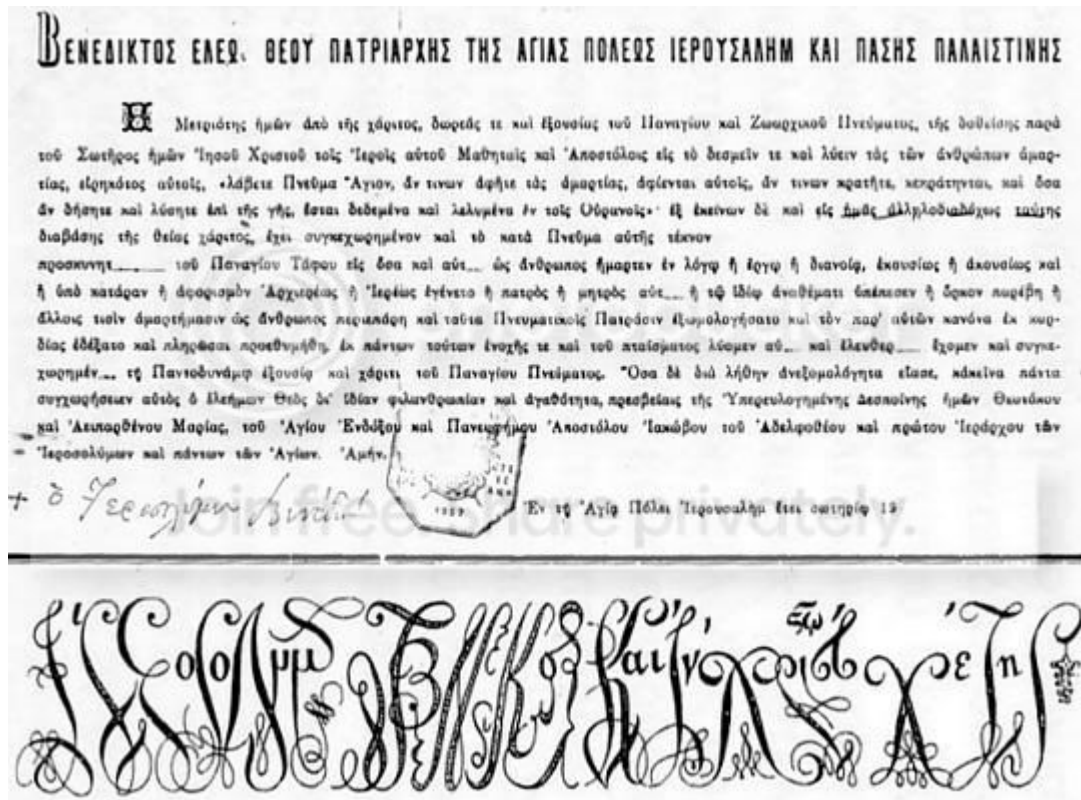 ΒΕΝΕΔΙΚΤΟΣ ΕΛΕΩ. ΘΕΟΥ ΠΑΤΡΙΑΡΧΗΣ ΤΗΣ ΑΓΙΑΣ ΠΟΛΕΩΣ ΙΕΡΟΥΣΑΛΗΜ ΚΑΙ ΠΑΣΗΣ ΠΑΛΑΙΣΤΙΝΗΣ
Η Μετριότης ἡμῶν ἀπὸ τῆς χάριτος, δωρεᾶς τε καὶ ἐξουσίας τοῦ Παναγίου καὶ Ζωαρχικοῦ Πνεύματος, τῆς δοθείσης παρὰ
τοῦ Σωτῆρος ἡμῶν Ἰησοῦ Χριστοῦ τοῖς Ἱεροῖς αὐτοῦ Μαθηταῖς καὶ Ἀποστόλοις εἰς τὸ δεσμεῖν τε καὶ λύειν τὰς τῶν ἀνθρώπων ἁμαρ-
τίας, εἰρηκότος αὐτοῖς, «λάβετε Πνεῦμα Ἅγιον, ἄν τινων ἀφῆτε τὰς ἁμαρτίας, ἀφίενται αὐτοῖς, ἄν τινων κρατῆτε, κεκράτηνται, καὶ ὅσα
ἂν δήσητε καὶ λύσητε ἐπὶ τῆς γῆς, ἔσται δεδεμένα καὶ λελυμένα ἐν τοῖς Οὐρανοῖς» ἐξ ἐκείνων δὲ καὶ εἰς ἡμᾶς ἀλληλοδιαδόχως ταύτης
διαβάσης τῆς θείας χάριτος, ἔχει συγκεχωρημένον καὶ τὸ κατὰ Πνεῦμα αὐτῆς τέκνον
προσκυνητ____ τοῦ Παναγίου Τάφου εἰς ὅσα καὶ αὐτ__ ὡς ἄνθρωπος ἥμαρτεν ἐν λόγῳ ἢ ἔργῳ ἢ διανοίᾳ, ἑκουσίως ἢ ἀκουσίως καὶ
ἢ ὑπὸ κατάραν ἢ ἀφορισμὸν Ἀρχιερέως ἢ Ἱερέως ἐγένετο ἢ πατρὸς ἢ μητρὸς αὐτ__ ἢ τῷ ἰδίῳ ἀναθέματι ὑπέπεσεν ἢ ὅρκον παρέβη ἢ
ἄλλοις τισὶν ἁμαρτήμασιν ὡς ἄνθρωπος περιεπάρη καὶ ταῦτα Πνευματικοῖς Πατράσιν ἐξωμολογήσατο καὶ τὸν παρ' αὐτῶν κανόνα ἐκ καρ-
δίας ἐδέξατο καὶ πληρῶσαι προεθυμήθη, ἐκ πάντων τούτων ἐνοχῆς τε καὶ τοῦ πταίσματος λύομεν αὐ__ καὶ ἐλευθερ__ ἔχομεν καὶ συγκε-
χωρημέν__ τῇ Παντοδυνάμῳ ἐξουσίᾳ καὶ χάριτι τοῦ Παναγίου Πνεύματος. Ὅσα δὲ διὰ λήθην ἀνεξομολόγητα εἴασε, κἀκεῖνα πάντα
συγχωρήσειεν αὐτὸς ὁ ἐλεήμων Θεὸς δι' ἰδίαν φιλανθρωπίαν καὶ ἀγαθότητα, πρεσβείαις τῆς Ὑπερευλογημένης Δεσποίνης ἡμῶν Θεοτόκου
καὶ Ἀειπαρθένου Μαρίας, τοῦ Ἁγίου Ἐνδόξου καὶ Πανευφήμου Ἀποστόλου Ἰακώβου τοῦ Ἀδελφοθέου καὶ πρώτου Ἱεράρχου τῶν
Ἱεροσολύμων καὶ πάντων τῶν Ἁγίων. Ἀμήν.
Ἐν τῇ Ἁγίᾳ Πόλει Ἱερουσαλὴμ ἔτει σωτηρίῳ 19
Join free. Share privately.